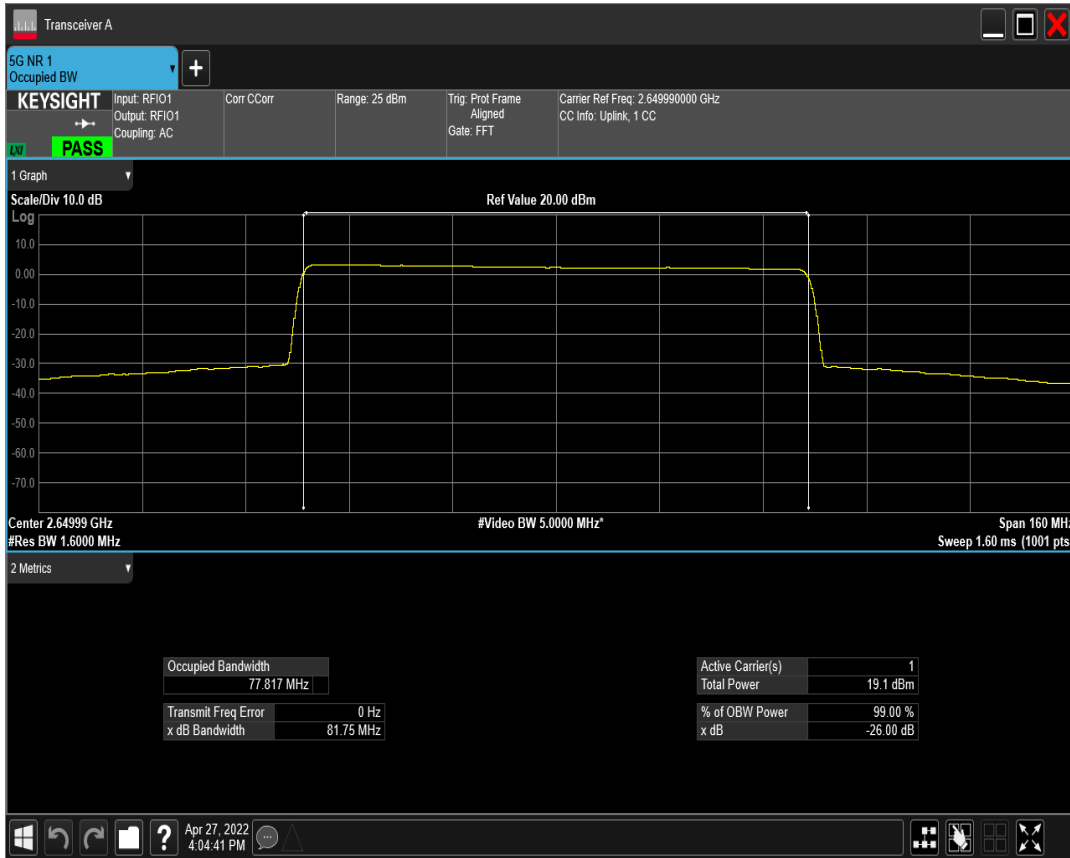 Transceiver A
5G NR 1
Occupied BW
KEYSIGHT
Input: RFIO1
Output: RFIO1
Coupling: AC
Corr CCorr
Range: 25 dBm
Trig: Prot Frame
Aligned
Gate: FFT
Carrier Ref Freq: 2.649990000 GHz
CC Info: Uplink, 1 CC
LXI
PASS
1 Graph
Scale/Div 10.0 dB
Ref Value 20.00 dBm
Log
10.0
0.00
-10.0
-20.0
-30.0
-40.0
-50.0
-60.0
-70.0
Center 2.64999 GHz
#Video BW 5.0000 MHz*
Span 160 MHz
#Res BW 1.6000 MHz
Sweep 1.60 ms (1001 pts
2 Metrics
Occupied Bandwidth
77.817 MHz
Transmit Freq Error 0 Hz
x dB Bandwidth 81.75 MHz
Active Carrier(s) 1
Total Power 19.1 dBm
% of OBW Power 99.00 %
x dB -26.00 dB
Apr 27, 2022
4:04:41 PM